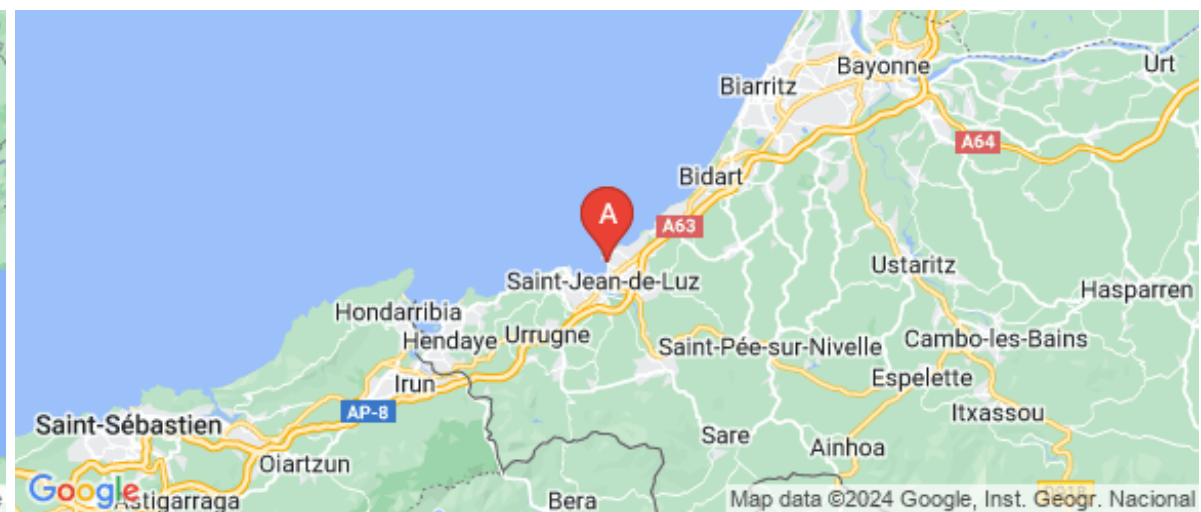 Bayonne
Urt
Biarritz
A64
Bidart
A
A63
Saint-Jean-de-Luz
Ustaritz
Hasparren
Hondarribia
Hendaye
Urrugne
Saint-Pée-sur-Nivelle
Cambo-les-Bains
Irun
Espelette
AP-8
Itxassou
Saint-Sébastien
Sare
Ainhoa
Oiartzun
Google
Astigarraga
Bera
Map data ©2024 Google, Inst. Geogr. Nacional